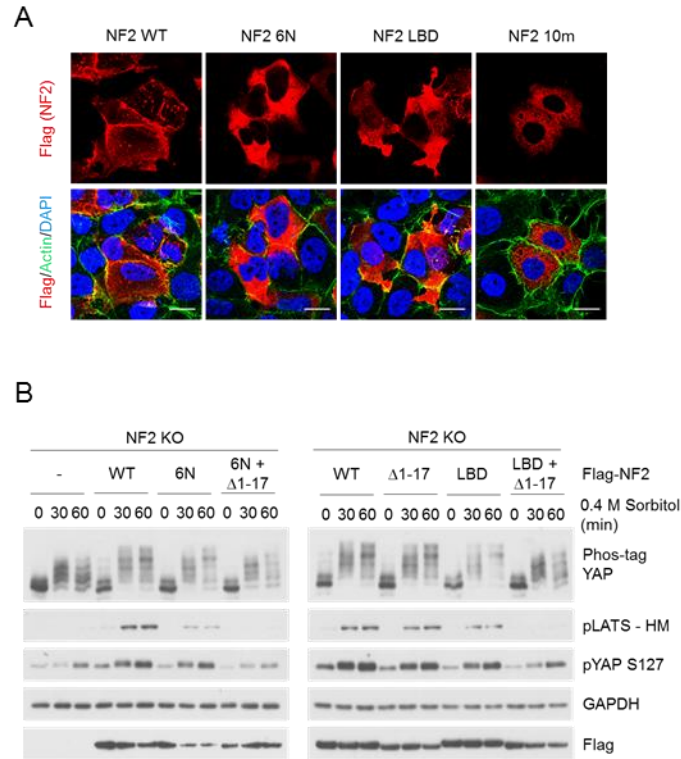 A
NF2 WT NF2 6N NF2 LBD NF2 10m
Flag (NF2)
Flag/Actin/DAPI
B
NF2 KO NF2 KO
- WT 6N 6N + Δ1-17 WT Δ1-17 LBD LBD + Δ1-17 Flag-NF2
0 30 60 0 30 60 0 30 60 0 30 60 0 30 60 0 30 60 0 30 60 0 30 60 0.4 M Sorbitol
(min)
Phos-tag
YAP
pLATS - HM
pYAP S127
GAPDH
Flag